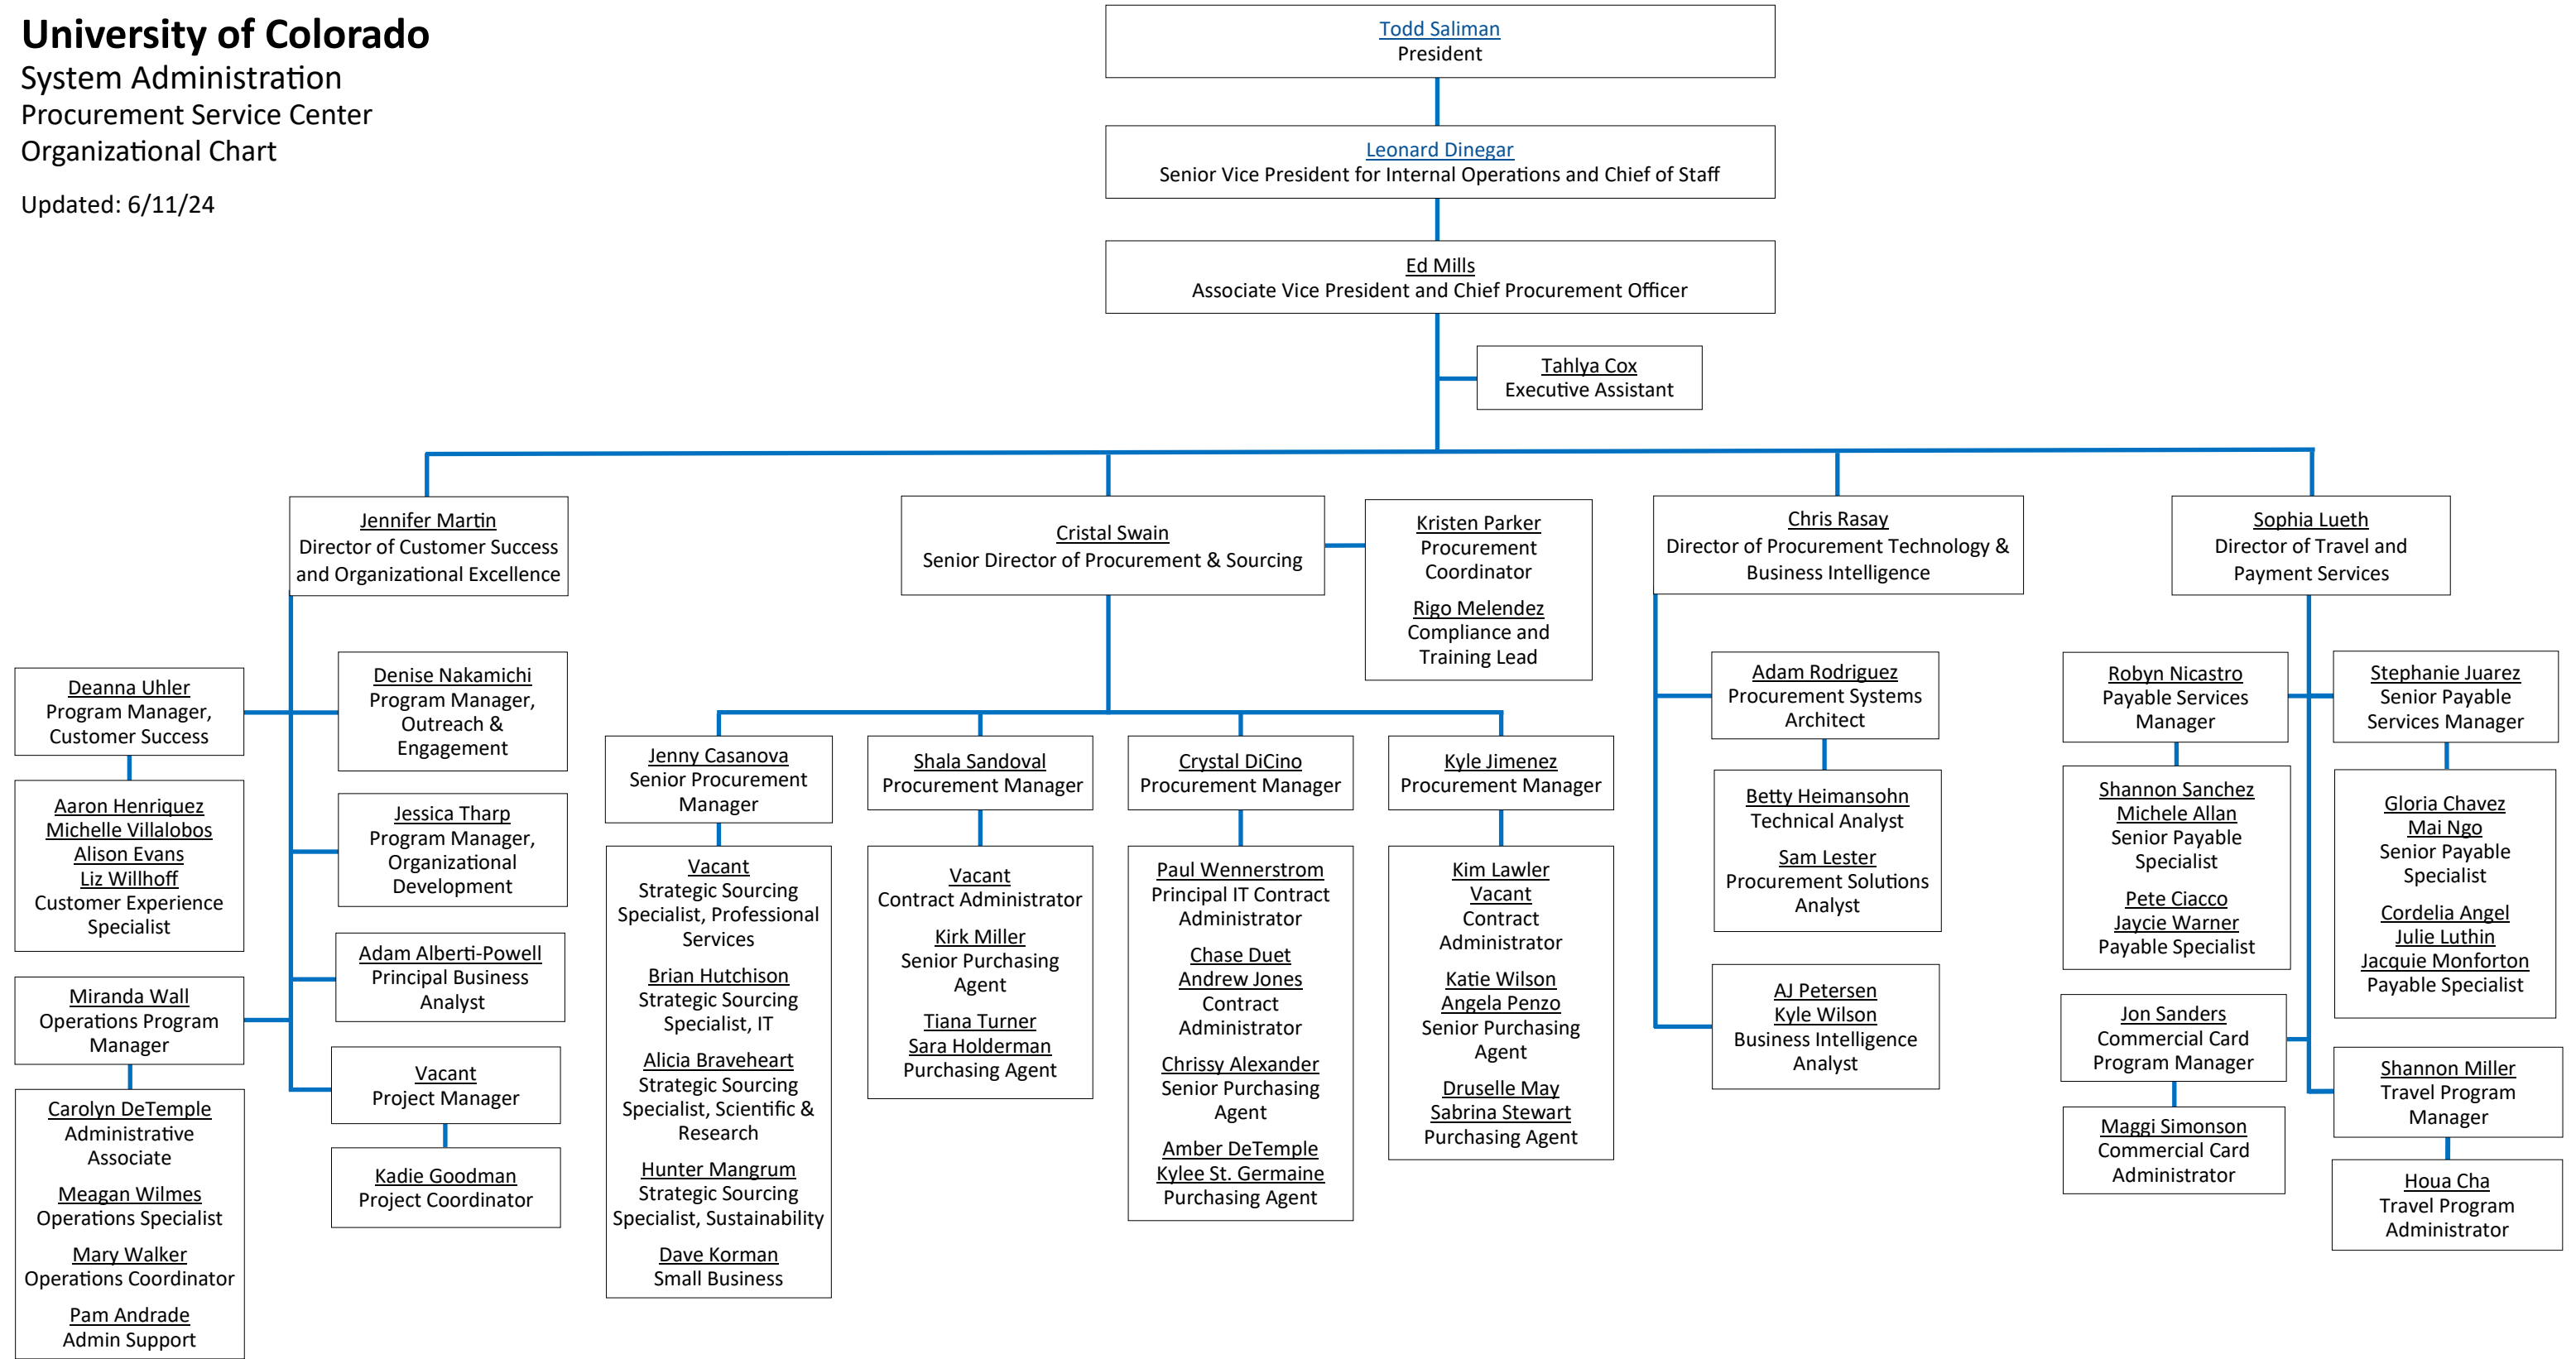 University of Colorado
System Administration
Procurement Service Center
Organizational Chart
Updated: 6/11/24
Todd Saliman
President
Leonard Dinegar
Senior Vice President for Internal Operations and Chief of Staff
Ed Mills
Associate Vice President and Chief Procurement Officer
Tahlya Cox
Executive Assistant
Jennifer Martin
Director of Customer Success
and Organizational Excellence
Deanna Uhler
Program Manager,
Customer Success
Aaron Henriquez
Michelle Villalobos
Alison Evans
Liz Willhoff
Customer Experience
Specialist
Miranda Wall
Operations Program
Manager
Carolyn DeTemple
Administrative
Associate
Meagan Wilmes
Operations Specialist
Mary Walker
Operations Coordinator
Pam Andrade
Admin Support
Denise Nakamichi
Program Manager,
Outreach &
Engagement
Jessica Tharp
Program Manager,
Organizational
Development
Adam Alberti-Powell
Principal Business
Analyst
Vacant
Project Manager
Kadie Goodman
Project Coordinator
Cristal Swain
Senior Director of Procurement & Sourcing
Kristen Parker
Procurement
Coordinator
Rigo Melendez
Compliance and
Training Lead
Jenny Casanova
Senior Procurement
Manager
Vacant
Strategic Sourcing
Specialist, Professional
Services
Brian Hutchison
Strategic Sourcing
Specialist, IT
Alicia Braveheart
Strategic Sourcing
Specialist, Scientific &
Research
Hunter Mangrum
Strategic Sourcing
Specialist, Sustainability
Dave Korman
Small Business
Shala Sandoval
Procurement Manager
Vacant
Contract Administrator
Kirk Miller
Senior Purchasing
Agent
Tiana Turner
Sara Holderman
Purchasing Agent
Crystal DiCino
Procurement Manager
Paul Wennerstrom
Principal IT Contract
Administrator
Chase Duet
Andrew Jones
Contract
Administrator
Chrissy Alexander
Senior Purchasing
Agent
Amber DeTemple
Kylee St. Germaine
Purchasing Agent
Kyle Jimenez
Procurement Manager
Kim Lawler
Vacant
Contract
Administrator
Katie Wilson
Angela Penzo
Senior Purchasing
Agent
Druselle May
Sabrina Stewart
Purchasing Agent
Chris Rasay
Director of Procurement Technology &
Business Intelligence
Adam Rodriguez
Procurement Systems
Architect
Betty Heimansohn
Technical Analyst
Sam Lester
Procurement Solutions
Analyst
AJ Petersen
Kyle Wilson
Business Intelligence
Analyst
Sophia Lueth
Director of Travel and
Payment Services
Robyn Nicastro
Payable Services
Manager
Shannon Sanchez
Michele Allan
Senior Payable
Specialist
Pete Ciacco
Jaycie Warner
Payable Specialist
Jon Sanders
Commercial Card
Program Manager
Maggi Simonson
Commercial Card
Administrator
Stephanie Juarez
Senior Payable
Services Manager
Gloria Chavez
Mai Ngo
Senior Payable
Specialist
Cordelia Angel
Julie Luthin
Jacquie Monforton
Payable Specialist
Shannon Miller
Travel Program
Manager
Houa Cha
Travel Program
Administrator